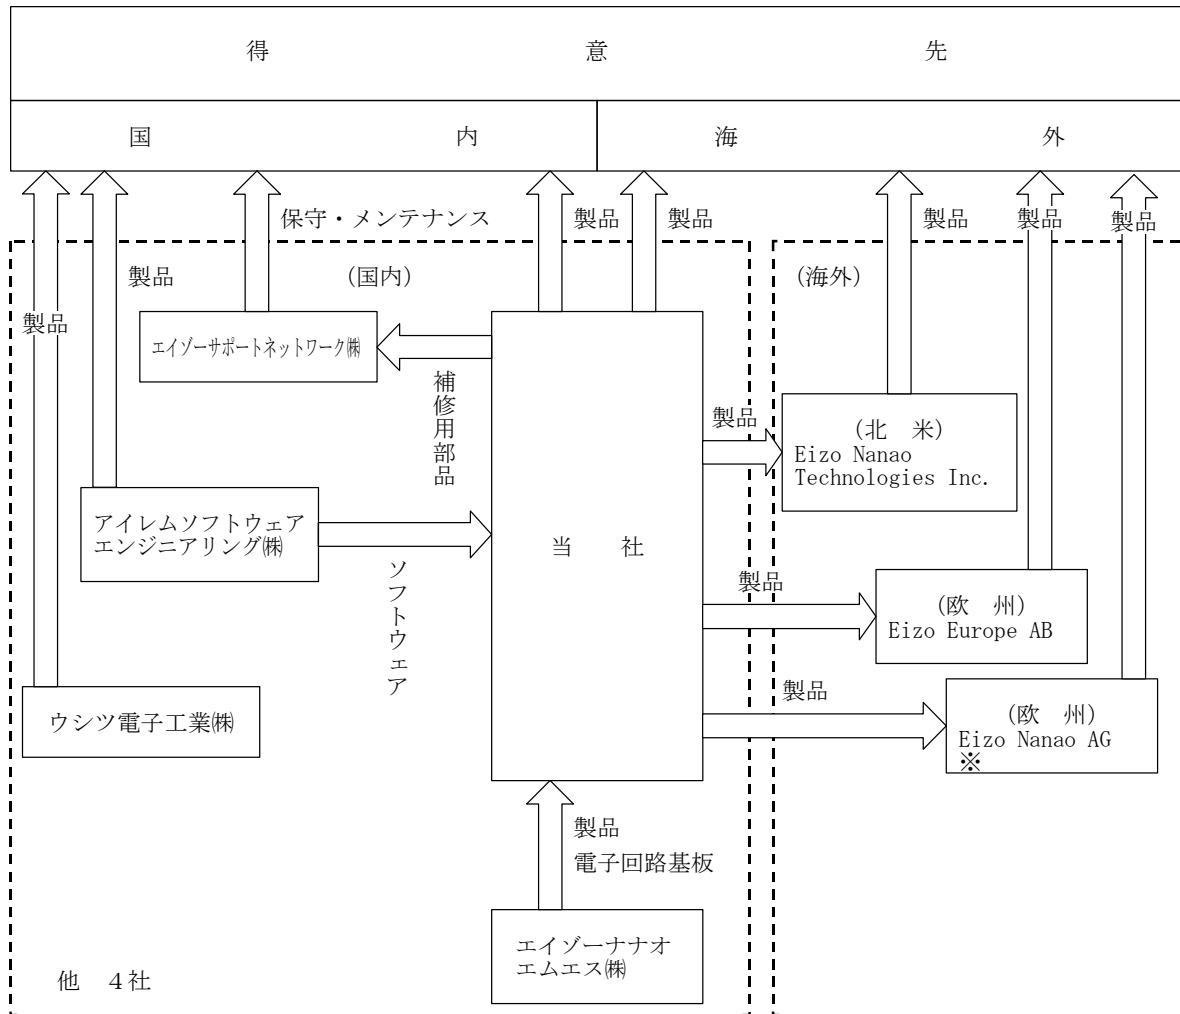 得　意　先
国　内
海　外
保守・メンテナンス
製品
製品
製品
製品
製品
製品
(国内)
(海外)
製品
エイゾーサポートネットワーク㈱
補修用部品
製品
(北　米)
Eizo Nanao
Technologies Inc.
アイレムソフトウェア
エンジニアリング㈱
ソフトウェア
当　社
製品
(欧　州)
Eizo Europe AB
製品
(欧　州)
Eizo Nanao AG
※
ウシツ電子工業㈱
製品
電子回路基板
エイゾーナナオ
エムエス㈱
他　４社